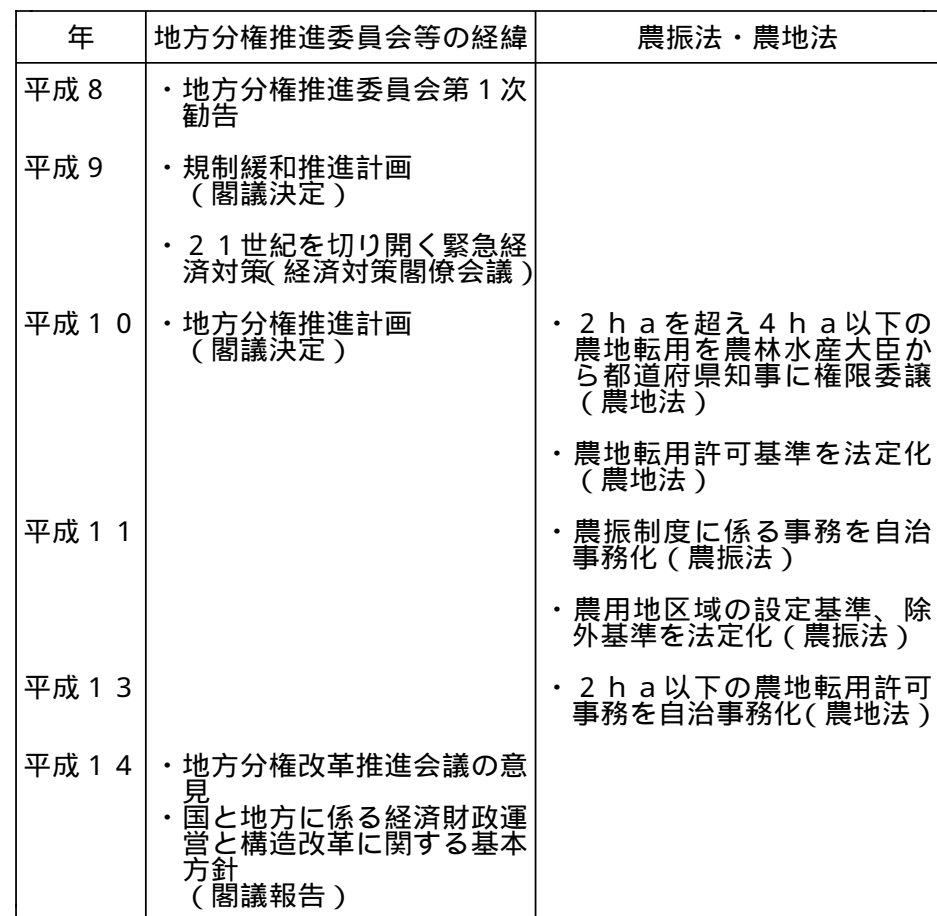 年 地方分権推進委員会等の経緯 農振法・農地法
平成８ ・地方分権推進委員会第１次
勧告
平成９ ・規制緩和推進計画
（閣議決定）
・２１世紀を切り開く緊急経
済対策（経済対策閣僚会議）
平成１０ ・地方分権推進計画 ・２ｈａを超え４ｈａ以下の
（閣議決定） 農地転用を農林水産大臣か
ら都道府県知事に権限委譲
（農地法）
・農地転用許可基準を法定化
（農地法）
平成１１ ・農振制度に係る事務を自治
事務化（農振法）
・農用地区域の設定基準、除
外基準を法定化（農振法）
平成１３ ・２ｈａ以下の農地転用許可
事務を自治事務化（農地法）
平成１４ ・地方分権改革推進会議の意
見
・国と地方に係る経済財政運
営と構造改革に関する基本
方針
（閣議報告）